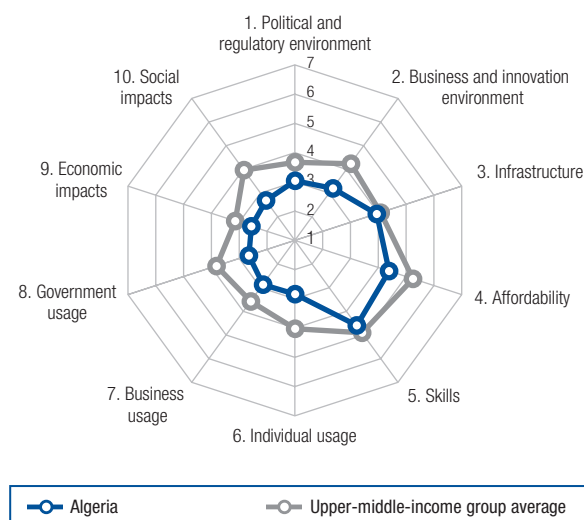 1. Political and
regulatory environment
10. Social
impacts
2. Business and innovation
environment
9. Economic
impacts
3. Infrastructure
8. Government
usage
4. Affordability
7. Business
usage
5. Skills
6. Individual usage
7
6
5
4
3
2
1
Algeria
Upper-middle-income group average